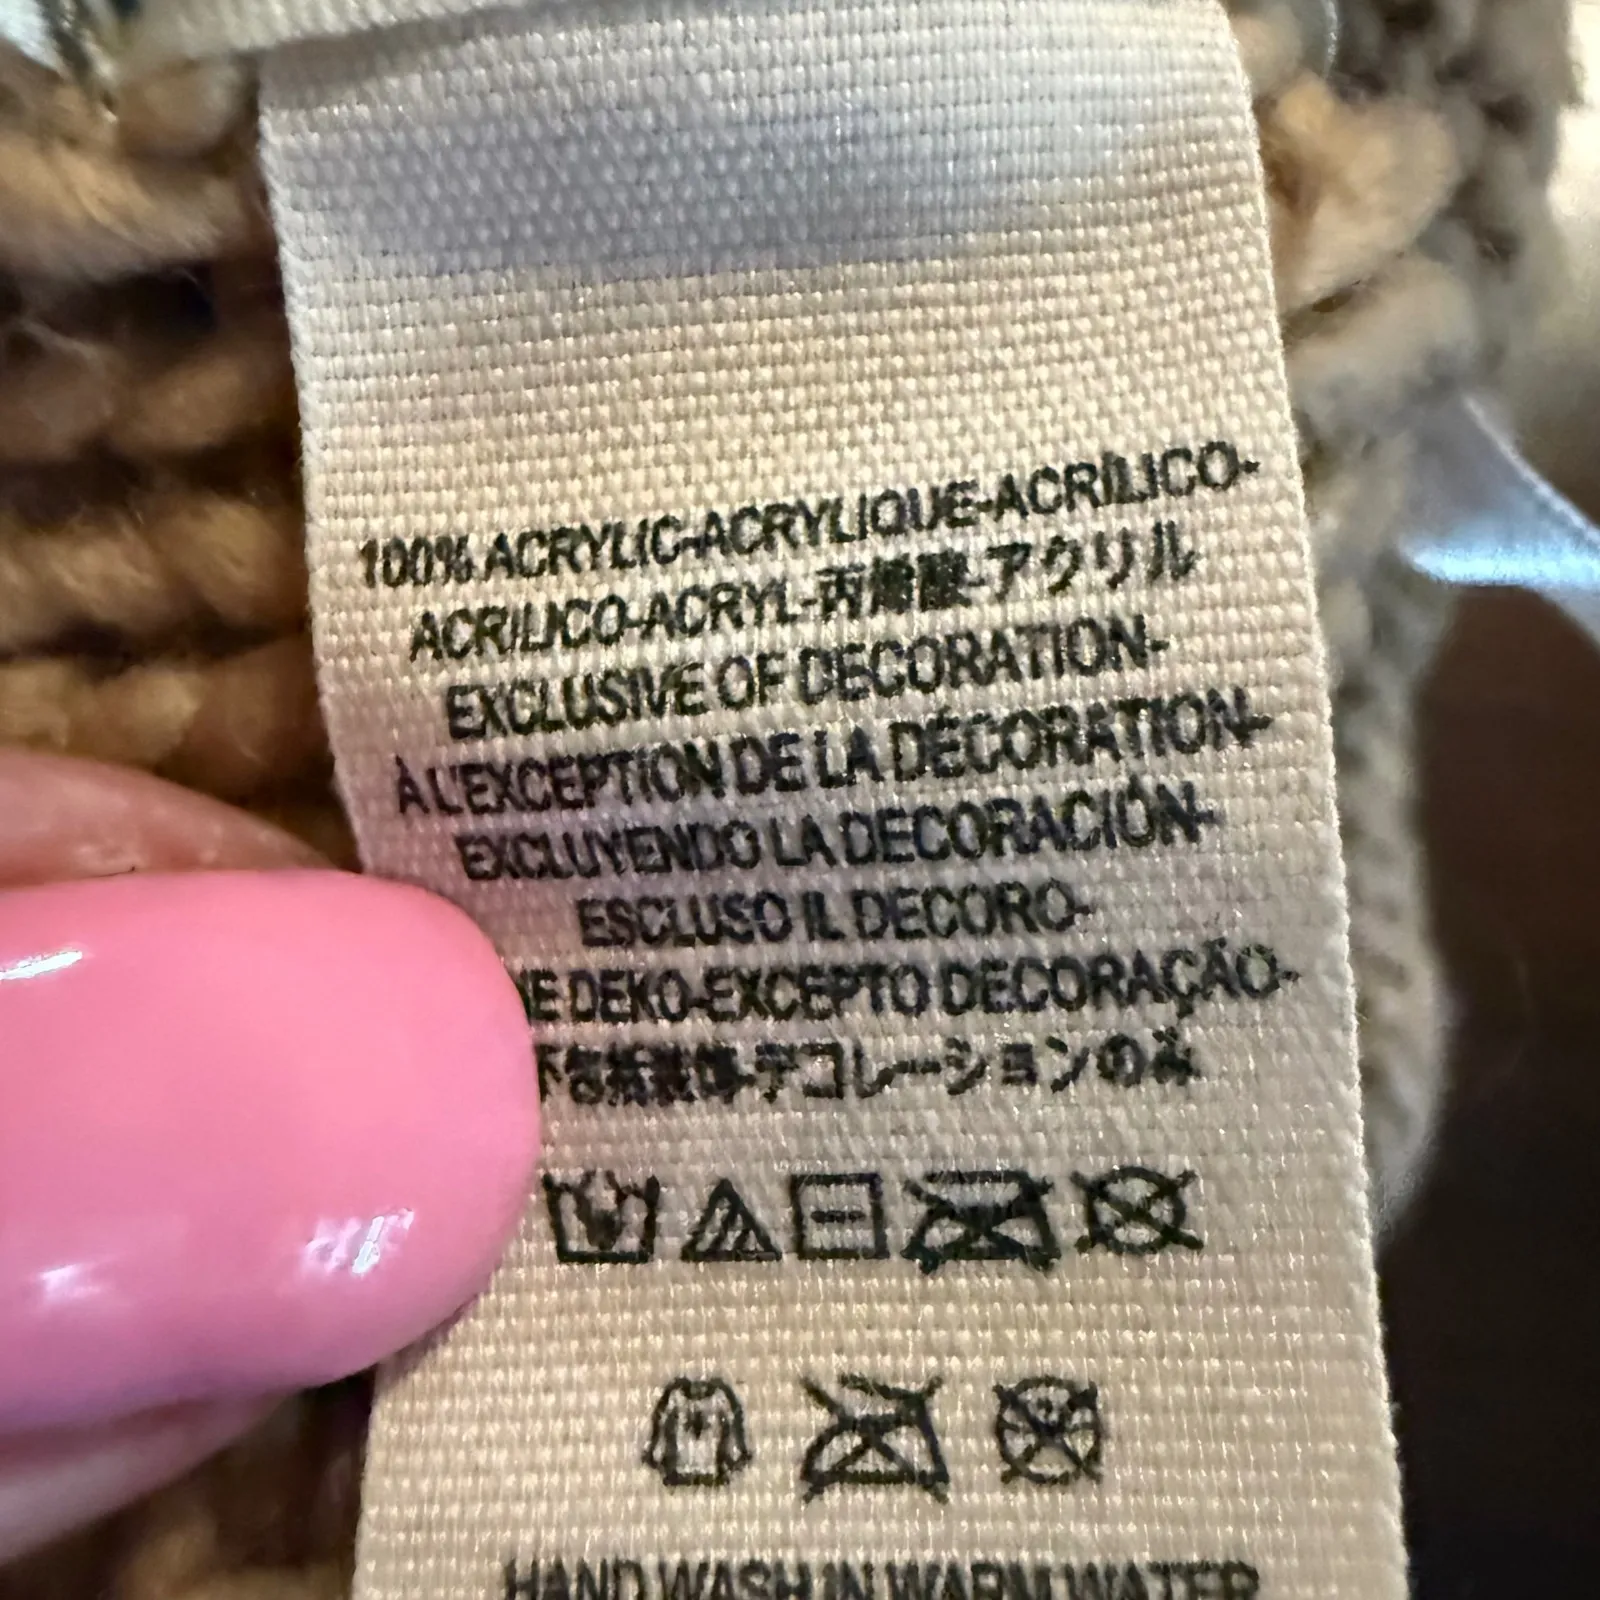 100% ACRYLIC-ACRYLIQUE-ACRÍLICO-
ACRILICO-ACRYL-丙烯酸-アクリル
EXCLUSIVE OF DECORATION-
À L'EXCEPTION DE LA DÉCORATION-
EXCLUYENDO LA DECORACIÓN-
ESCLUSO IL DECORO-
DEKO-EXCEPTO DECORAÇÃO-
デコレーションのみ
HAND WASH IN WARM WATER